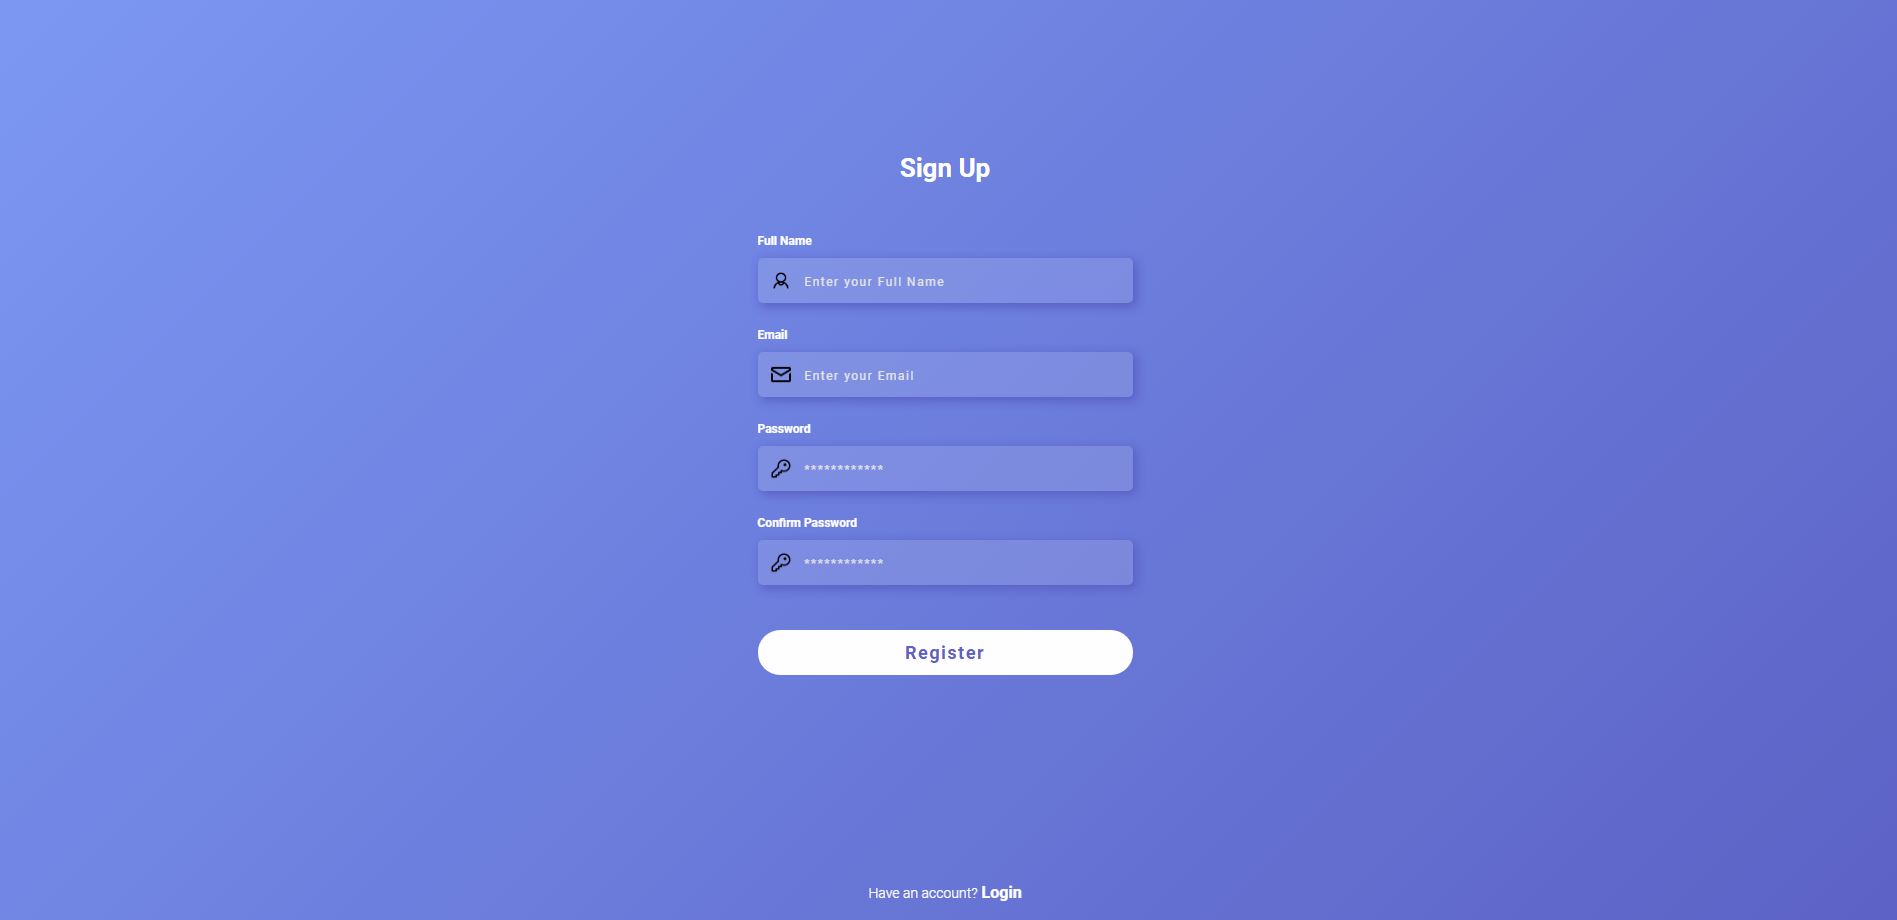 Sign Up
Full Name
Enter your Full Name
Email
Enter your Email
Password
************
Confirm Password
************
Register
Have an account? Login